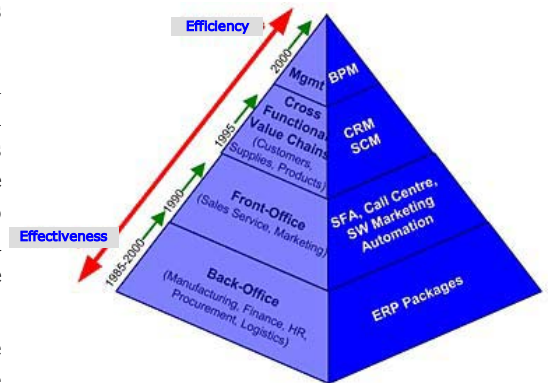 Efficiency
2000
Mgmt
BPM
1995
Cross
Functional
Value Chains
(Customers,
Supplies, Products)
CRM
SCM
1990
Front-Office
(Sales Service, Marketing)
SFA, Call Centre,
SW Marketing
Automation
Effectiveness
1985-2000
Back-Office
(Manufacturing, Finance, HR,
Procurement, Logistics)
ERP Packages